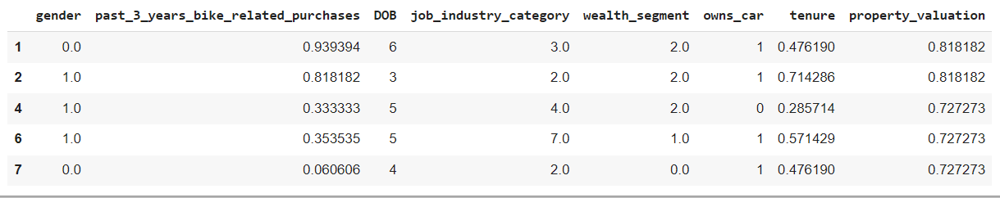 gender past_3_years_bike_related_purchases DOB job_industry_category wealth_segment owns_car tenure property_valuation
1 0.0 0.939394 6 3.0 2.0 1 0.476190 0.818182
2 1.0 0.818182 3 2.0 2.0 1 0.714286 0.818182
4 1.0 0.333333 5 4.0 2.0 0 0.285714 0.727273
6 1.0 0.353535 5 7.0 1.0 1 0.571429 0.727273
7 0.0 0.060606 4 2.0 0.0 1 0.476190 0.727273